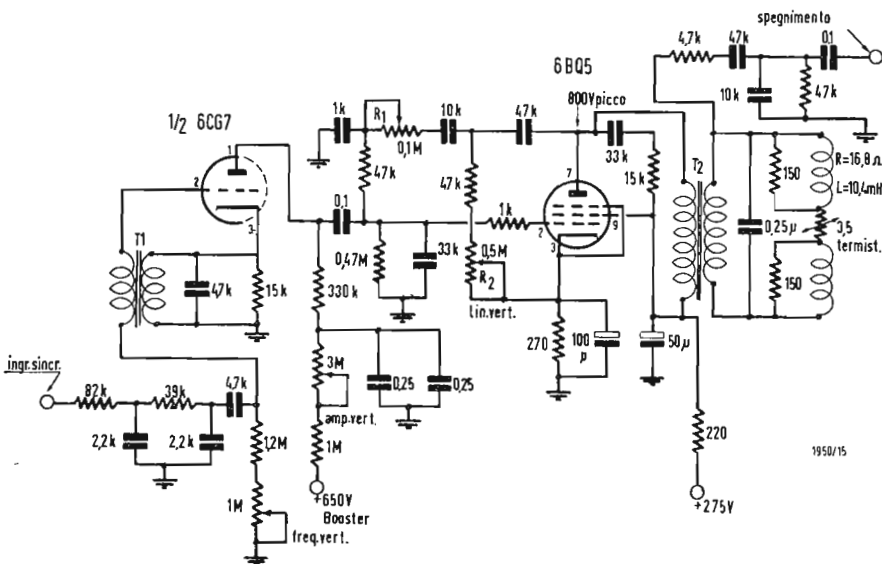 spegnimento
4,7k
47k
0,1
10k
47k
6BQ5
800Vpicco
1/2 6CG7
1k
R1
0,1M
10k
47k
33k
15k
T2
150
R=16,8Ω
L=10,4mH
0,25µ
3,5
termist.
150
1
2
3
47k
0,1
47k
1k
7
2
9
3
T1
4,7k
15k
0,47M
33k
0,5M
R2
lin.vert.
330k
270
100
µ
50µ
ingr.sincr.
82k
39k
4,7k
2,2k
2,2k
1,2M
1M
freq.vert.
3M
0,25
0,25
amp.vert.
1M
+650V
Booster
220
+275V
1950/15